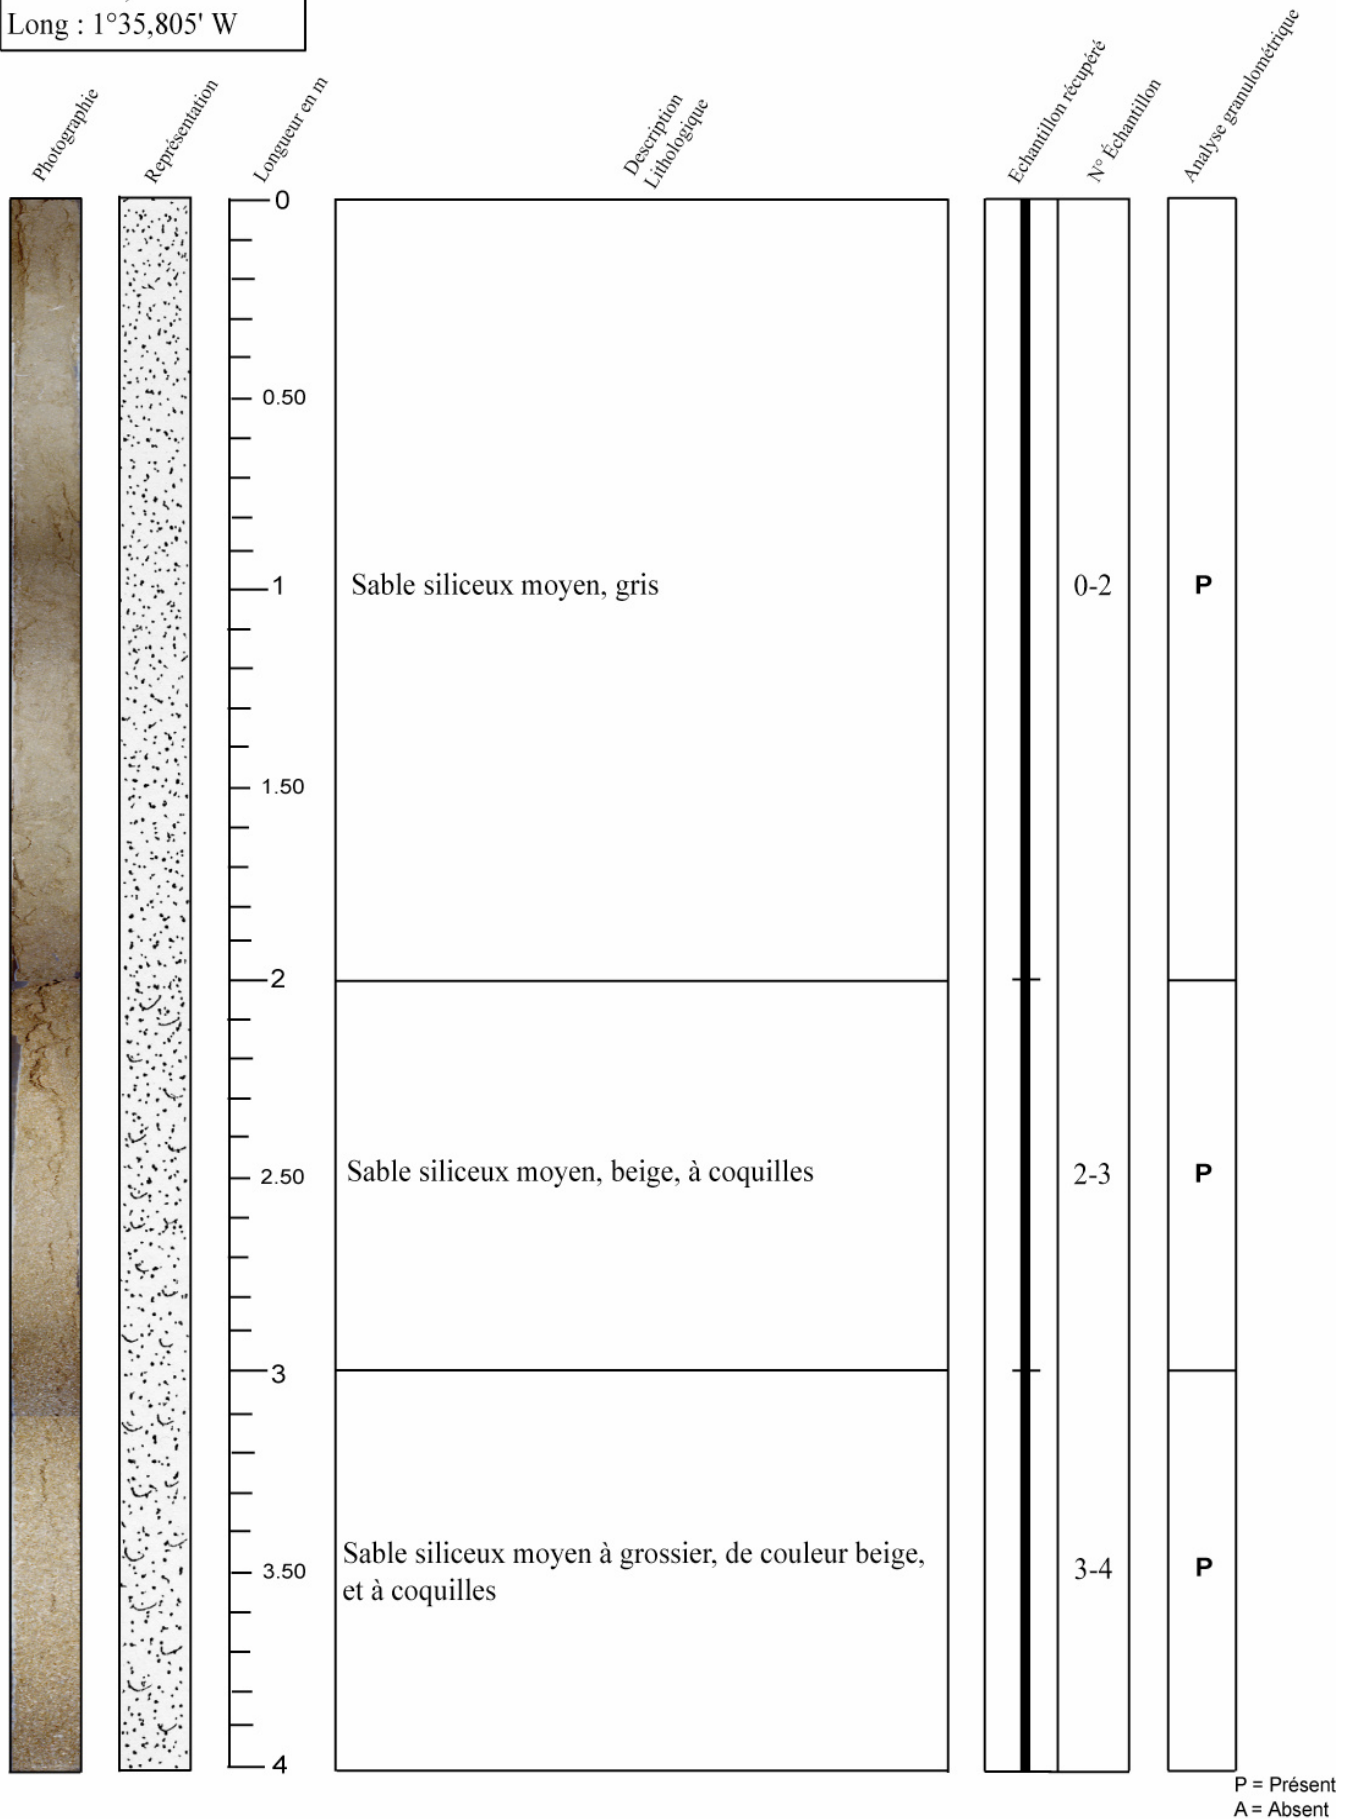 Long : 1°35,805' W
Photographie
Représentation
Longueur en m
Description
Lithologique
Echantillon récupéré
N° Échantillon
Analyse granulométrique
0
0.50
1
Sable siliceux moyen, gris
0-2
P
1.50
2
2.50
Sable siliceux moyen, beige, à coquilles
2-3
P
3
Sable siliceux moyen à grossier, de couleur beige,
et à coquilles
3.50
3-4
P
4
P = Présent
A = Absent